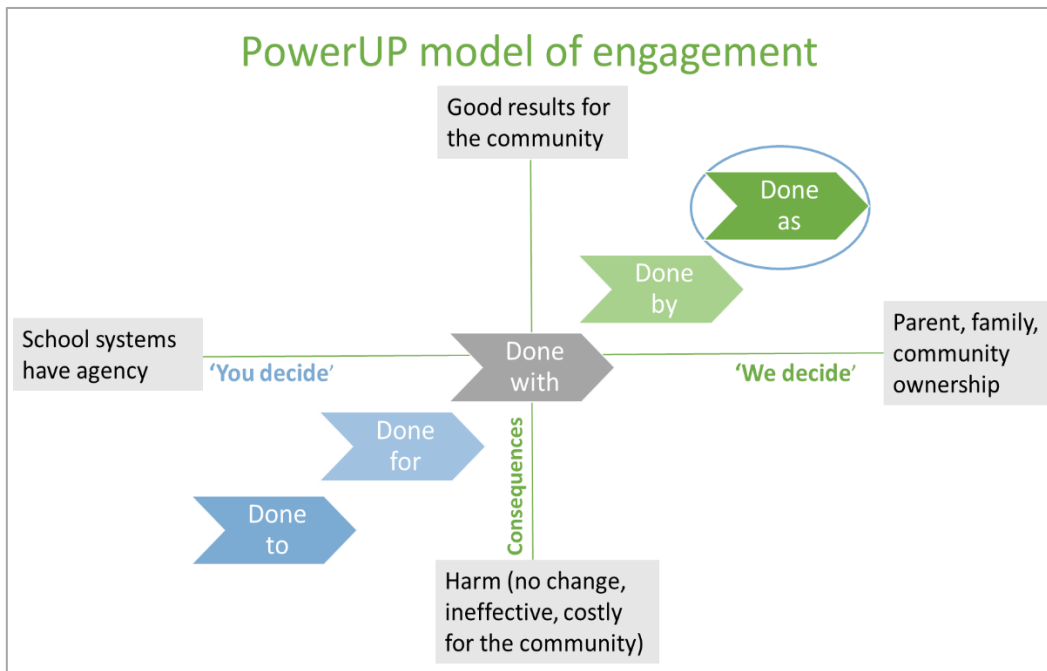 PowerUP model of engagement
Good results for
the community
Done
as
Done
by
School systems
have agency
'You decide'
Done
with
'We decide'
Parent, family,
community
ownership
Done
for
Consequences
Done
to
Harm (no change,
ineffective, costly
for the community)